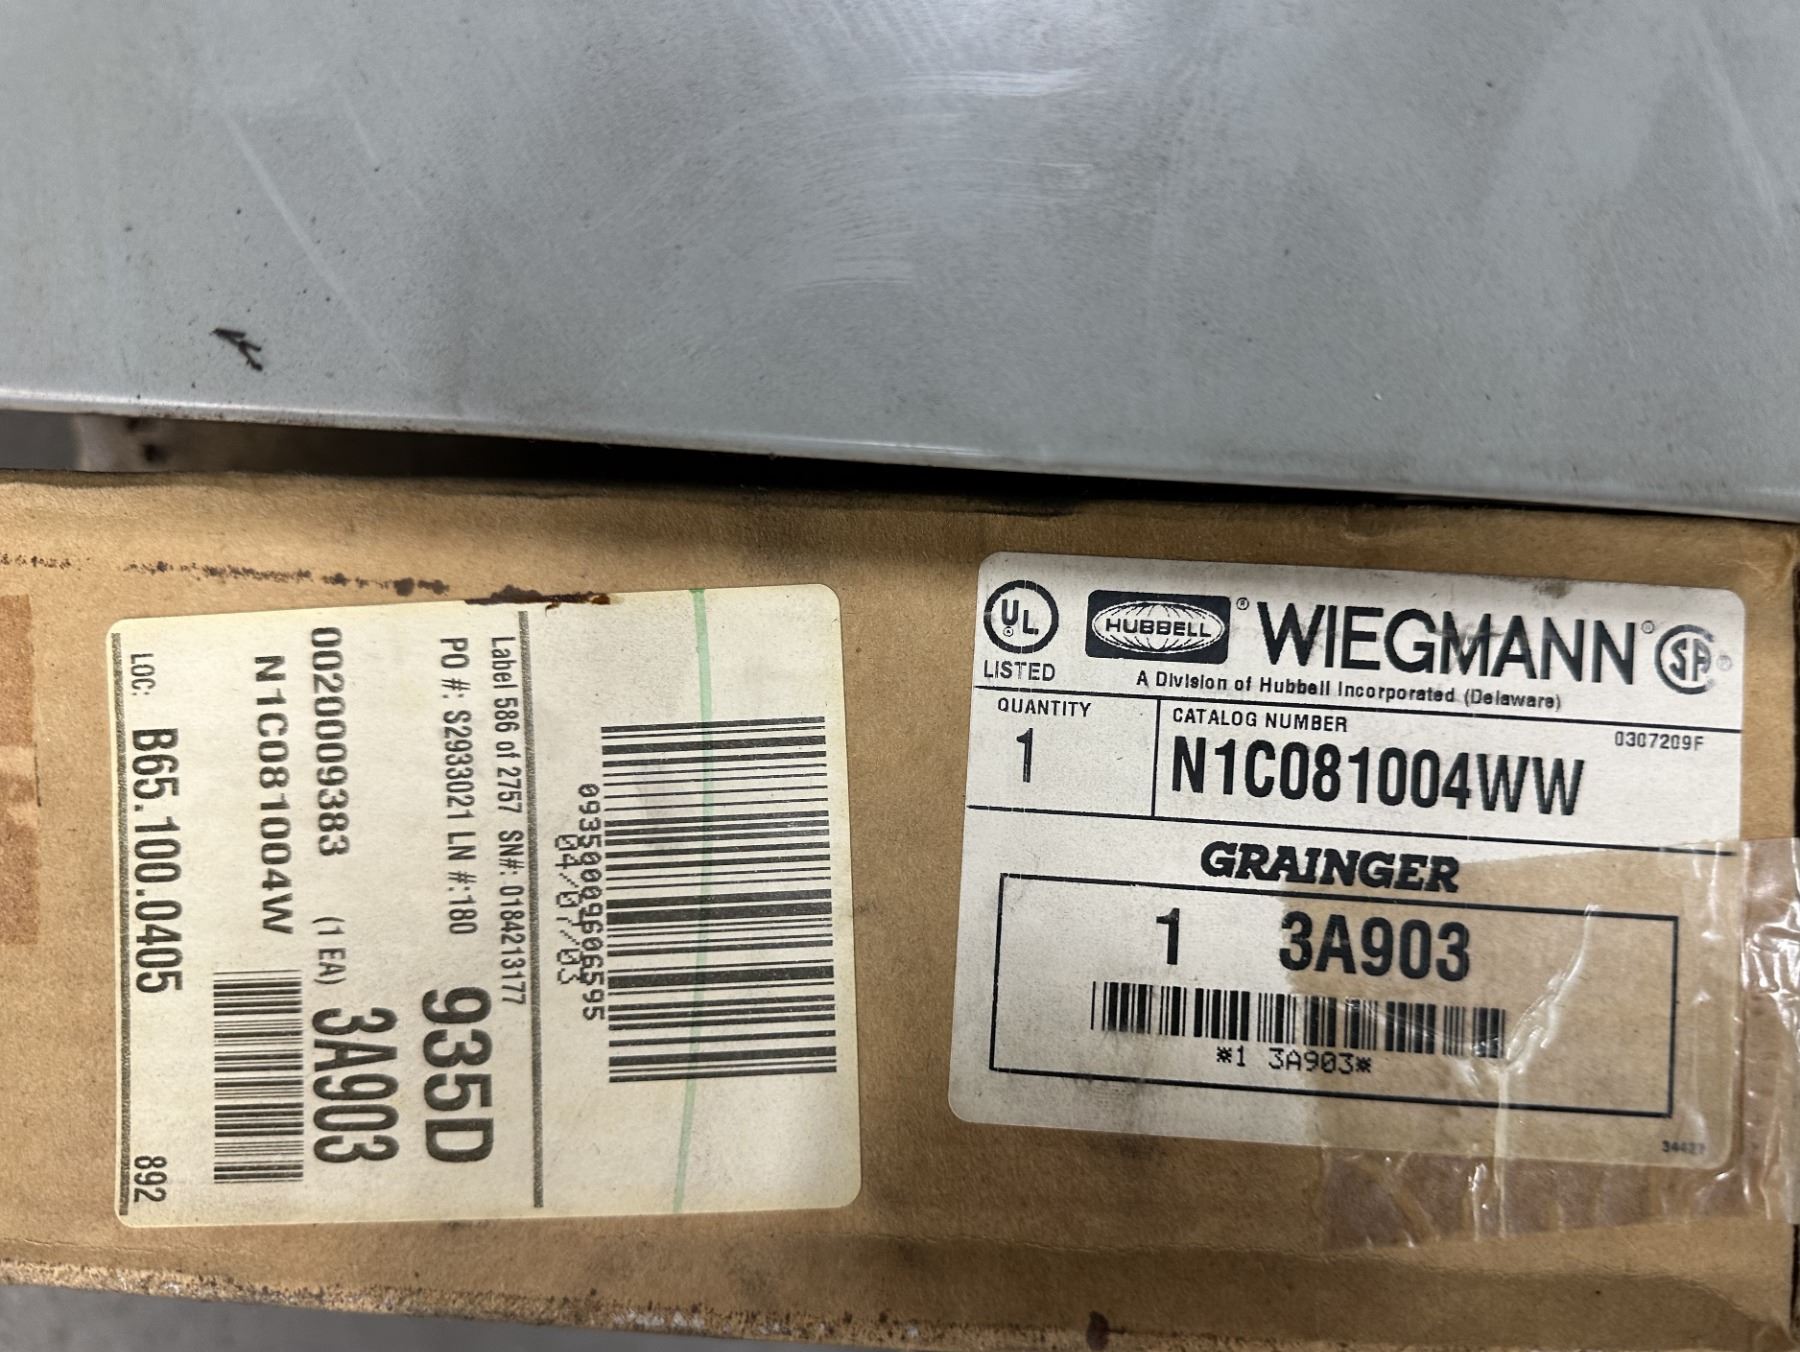 LOC: B65.100.0405 892
N1C081004W
0020009383 (1 EA) 3A903
PO #: S2933021 LN #:180 935D
Label 586 of 2757 SN#: 0184213177
04/07/03
09350009606595
UL
LISTED
HUBBELL ® WIEGMANN® SA ®
A Division of Hubbell Incorporated (Delaware)
QUANTITY
1
CATALOG NUMBER
0307209F
N1C081004WW
GRAINGER
1 3A903
*1 3A903*